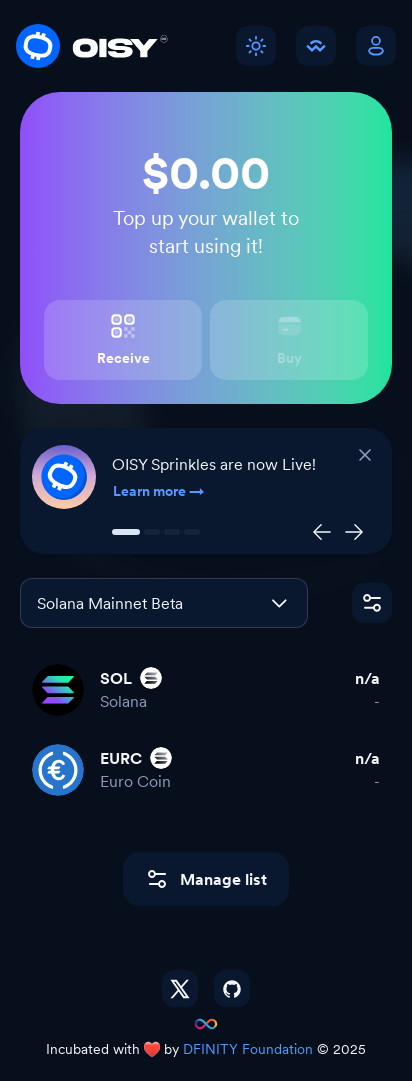 OISY
$0.00
Top up your wallet to
start using it!
Receive
Buy
OISY Sprinkles are now Live!
Learn more
Solana Mainnet Beta
SOL
n/a
Solana
-
EURC
n/a
Euro Coin
-
Manage list
Incubated with ❤️ by DFINITY Foundation © 2025